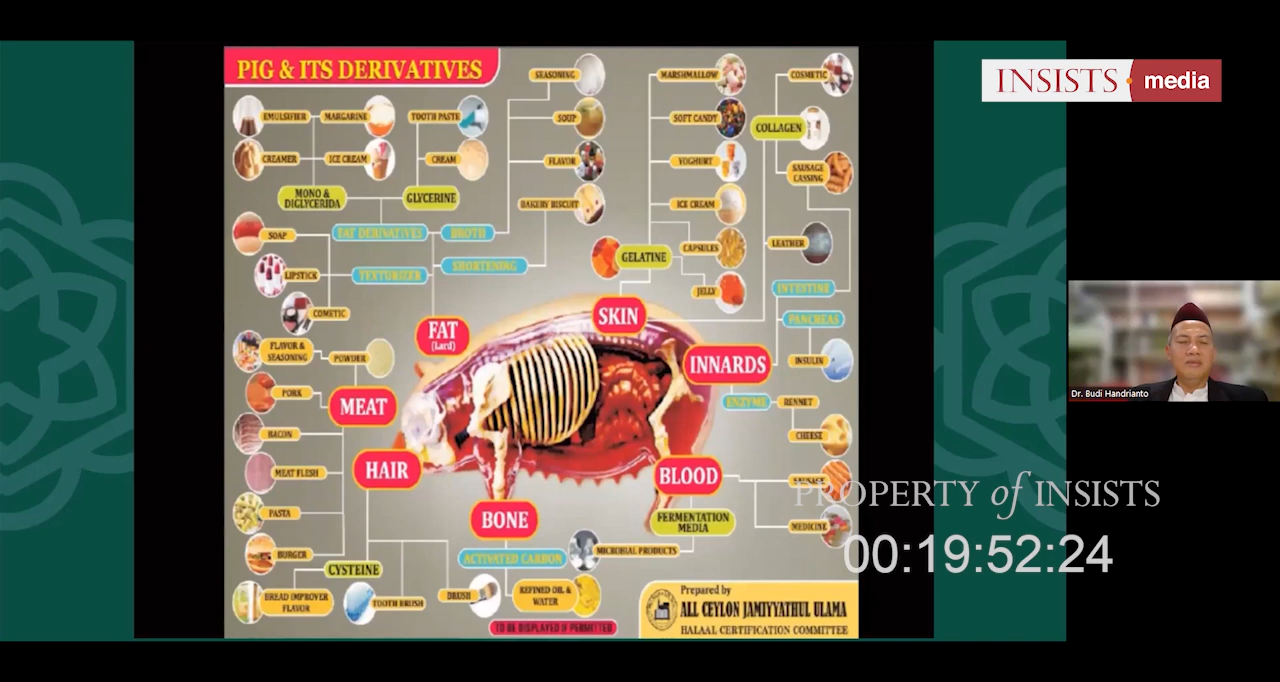 PIG & ITS DERIVATIVES
INSISTS media
SEASONING
MARSHMALLOW
COSMETIC
EMULSIFIER
MARGARINE
TOOTH PASTE
SOUP
SOFT CANDY
COLLAGEN
CREAMER
ICE CREAM
CREAM
FLAVOR
YOGHURT
SAUSAGE
CASSING
MONO &
DIGLYCERIDA
GLYCERINE
BAKERY BISCUIT
ICE CREAM
SOAP
FAT DERIVATIVES
BROTH
CAPSULES
LEATHER
GELATINE
LIPSTICK
TEXTURIZER
SHORTENING
JELLY
INTESTINE
COMETIC
SKIN
PANCREAS
FAT
(Lard)
FLAVOR &
SEASONING
POWDER
INNARDS
INSULIN
PORK
MEAT
ENZYME
RENNET
Dr. Budi Handrianto
BACON
CHEESE
MEAT FLESH
HAIR
BLOOD
SAUSAGE
PROPERTY of INSISTS
PASTA
BONE
FERMENTATION
MEDIA
MEDICINE
00:19:52:24
BURGER
ACTIVATED CARBON
MICROBIAL PRODUCTS
CYSTEINE
BREAD IMPROVER
FLAVOR
TOOTH BRUSH
BRUSH
REFINED OIL &
WATER
TO BE DISPLAYED IF PERMITTED
Prepared by
ALL CEYLON JAMIYYATHUL ULAMA
HALAAL CERTIFICATION COMMITTEE